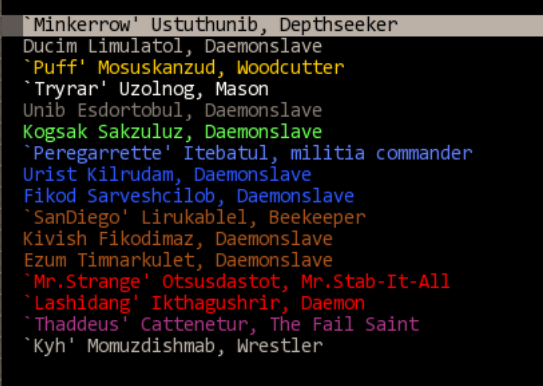 `Minkerrow' Ustuthunib, Depthseeker
Ducim Limulatol, Daemonslave
`Puff' Mosuskanzud, Woodcutter
`Tryrar' Uzolnog, Mason
Unib Esdortobul, Daemonslave
Kogsak Sakzuluz, Daemonslave
`Peregarrette' Itebatul, militia commander
Urist Kilrudam, Daemonslave
Fikod Sarveshcilob, Daemonslave
`SanDiego' Lirukablel, Beekeeper
Kivish Fikodimaz, Daemonslave
Ezum Timnarkulet, Daemonslave
`Mr.Strange' Otsusdastot, Mr.Stab-It-All
`Lashidang' Ikthagushrir, Daemon
`Thaddeus' Cattenetur, The Fail Saint
`Kyh' Momuzdishmab, Wrestler